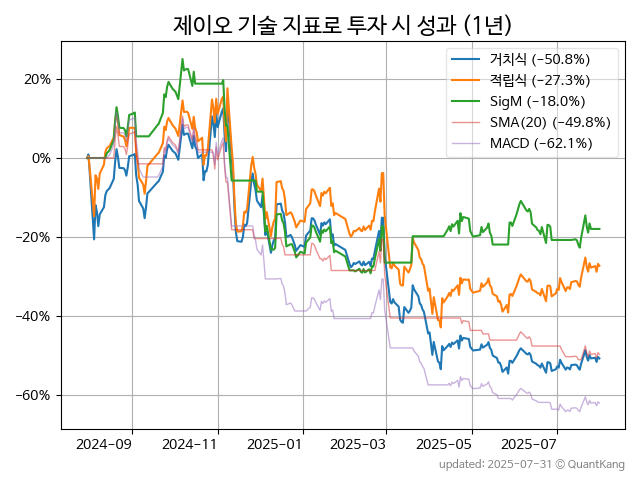 제이오 기술 지표로 투자 시 성과 (1년)
거치식 (−50.8%)
적립식 (−27.3%)
SigM (−18.0%)
SMA(20) (−49.8%)
MACD (−62.1%)
20%
0%
−20%
−40%
−60%
2024−09 2024−11 2025−01 2025−03 2025−05 2025−07
updated: 2025-07-31 © QuantKang